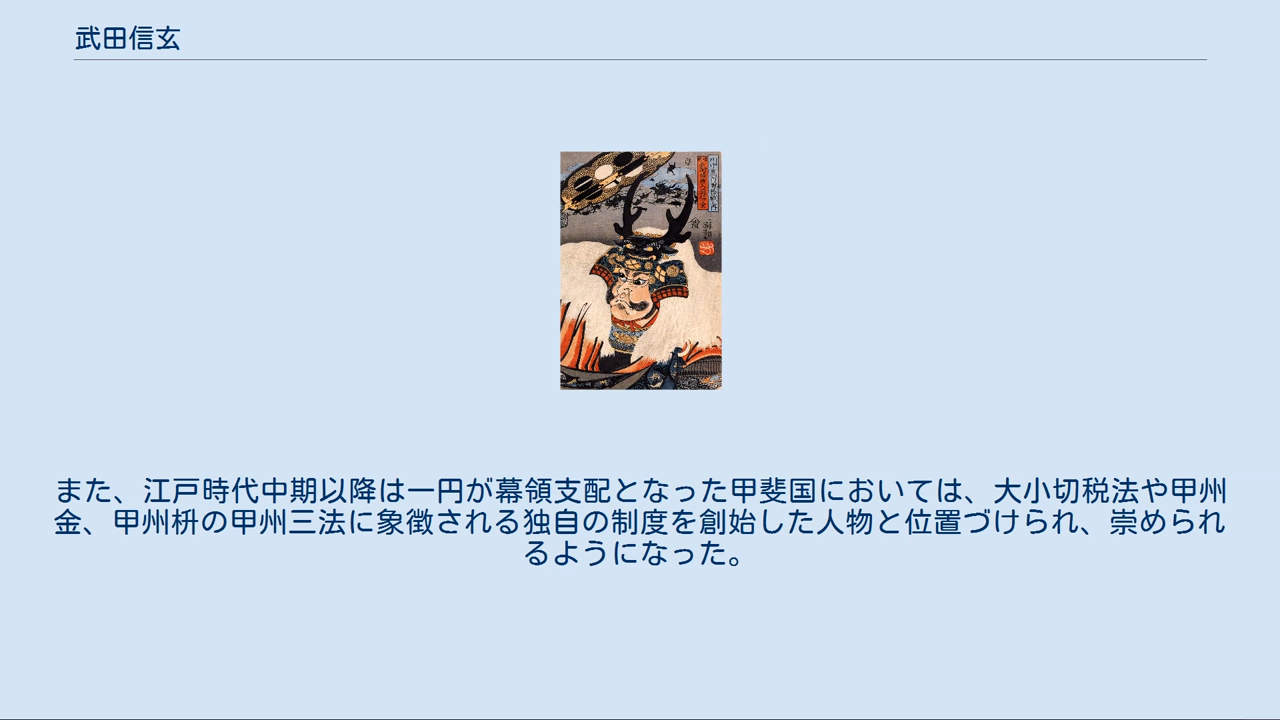 武田信玄
また、江戸時代中期以降は一円が幕領支配となった甲斐国においては、大小切税法や甲州
金、甲州枡の甲州三法に象徴される独自の制度を創始した人物と位置づけられ、崇められ
るようになった。